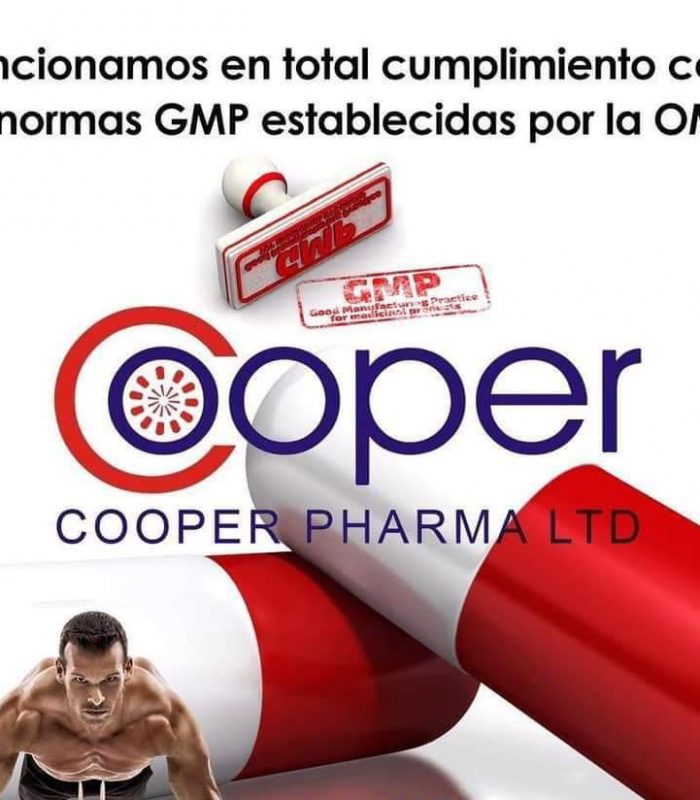 ncionamos en total cumplimiento co
normas GMP establecidas por la OM
GMP
GMP
Good Manufacturing Practice
for medicinal products
Cooper
COOPER PHARMA LTD